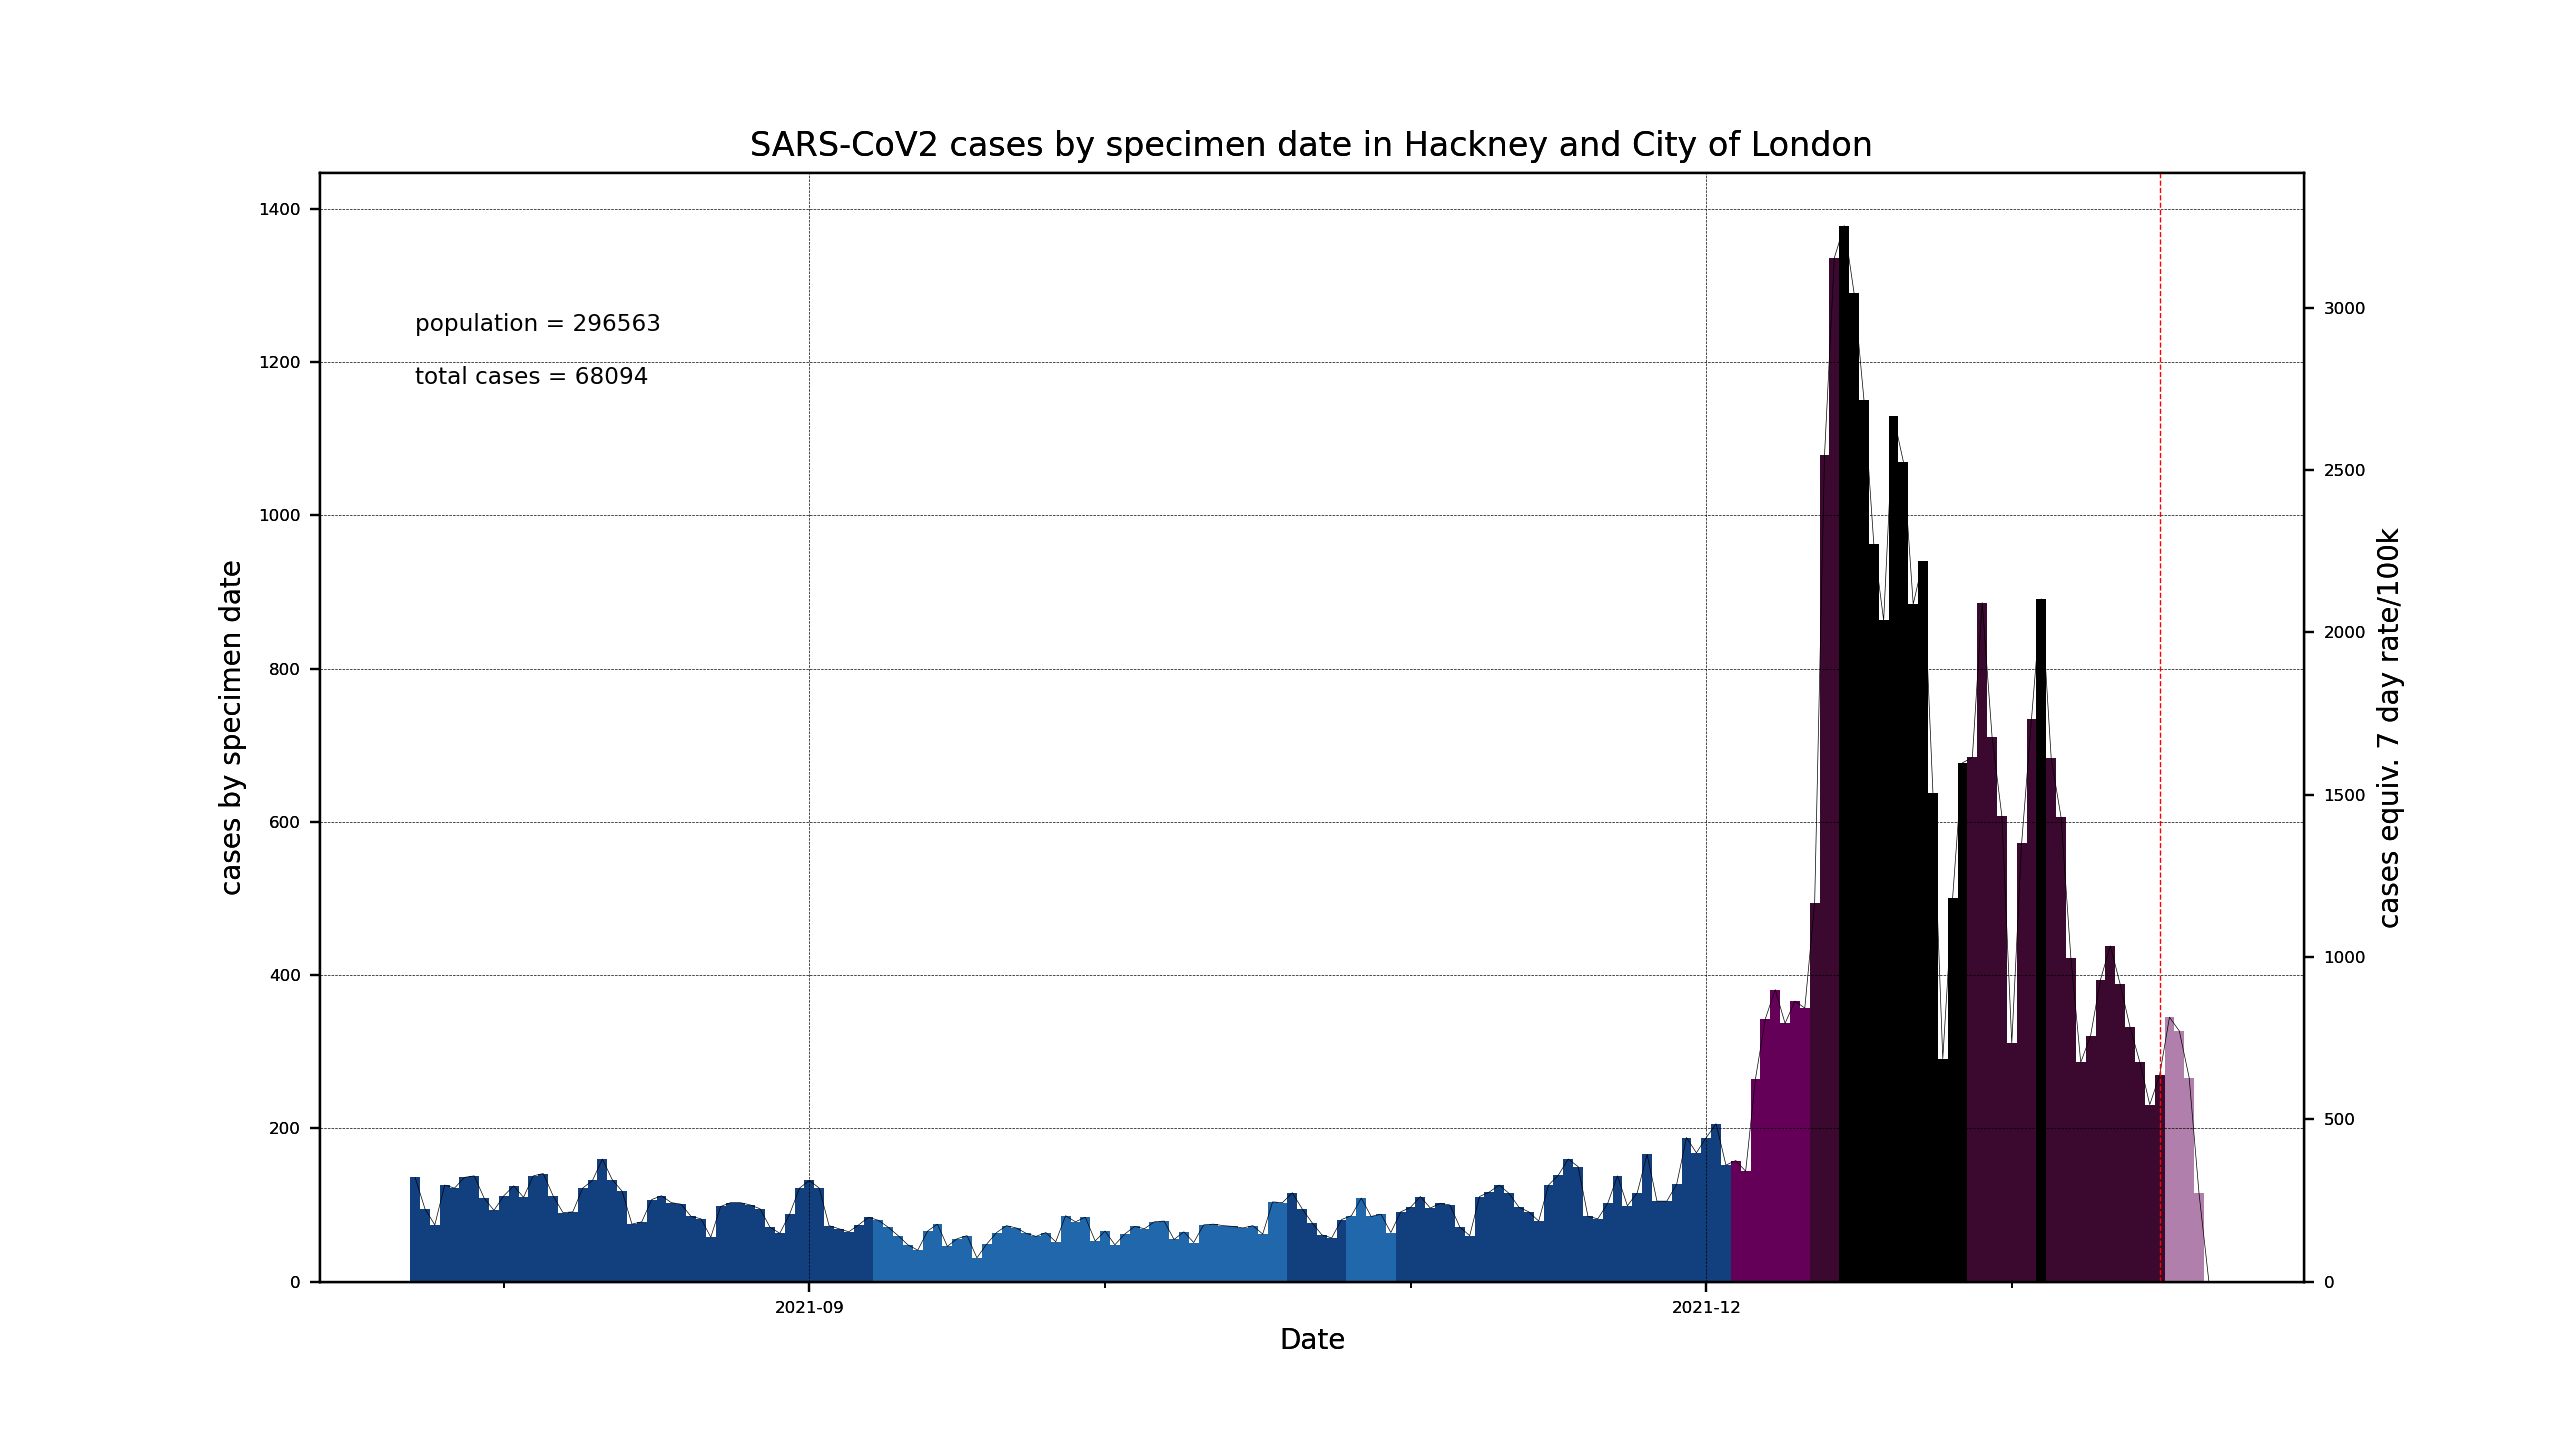 SARS-CoV2 cases by specimen date in Hackney and City of London
population = 296563
total cases = 68094
cases by specimen date
1400
1200
1000
800
600
400
200
0
3000
2500
2000
1500
1000
500
0
cases equiv. 7 day rate/100k
2021-09
2021-12
Date